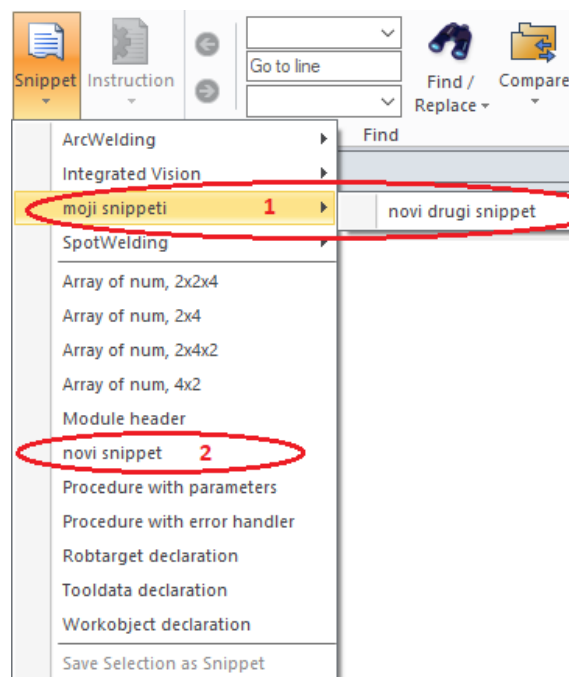 Snippet
Instruction
Go to line
Find /
Replace
Compare
Find
ArcWelding
Integrated Vision
moji snippeti 1
novi drugi snippet
SpotWelding
Array of num, 2x2x4
Array of num, 2x4
Array of num, 2x4x2
Array of num, 4x2
Module header
novi snippet 2
Procedure with parameters
Procedure with error handler
Robtarget declaration
Tooldata declaration
Workobject declaration
Save Selection as Snippet